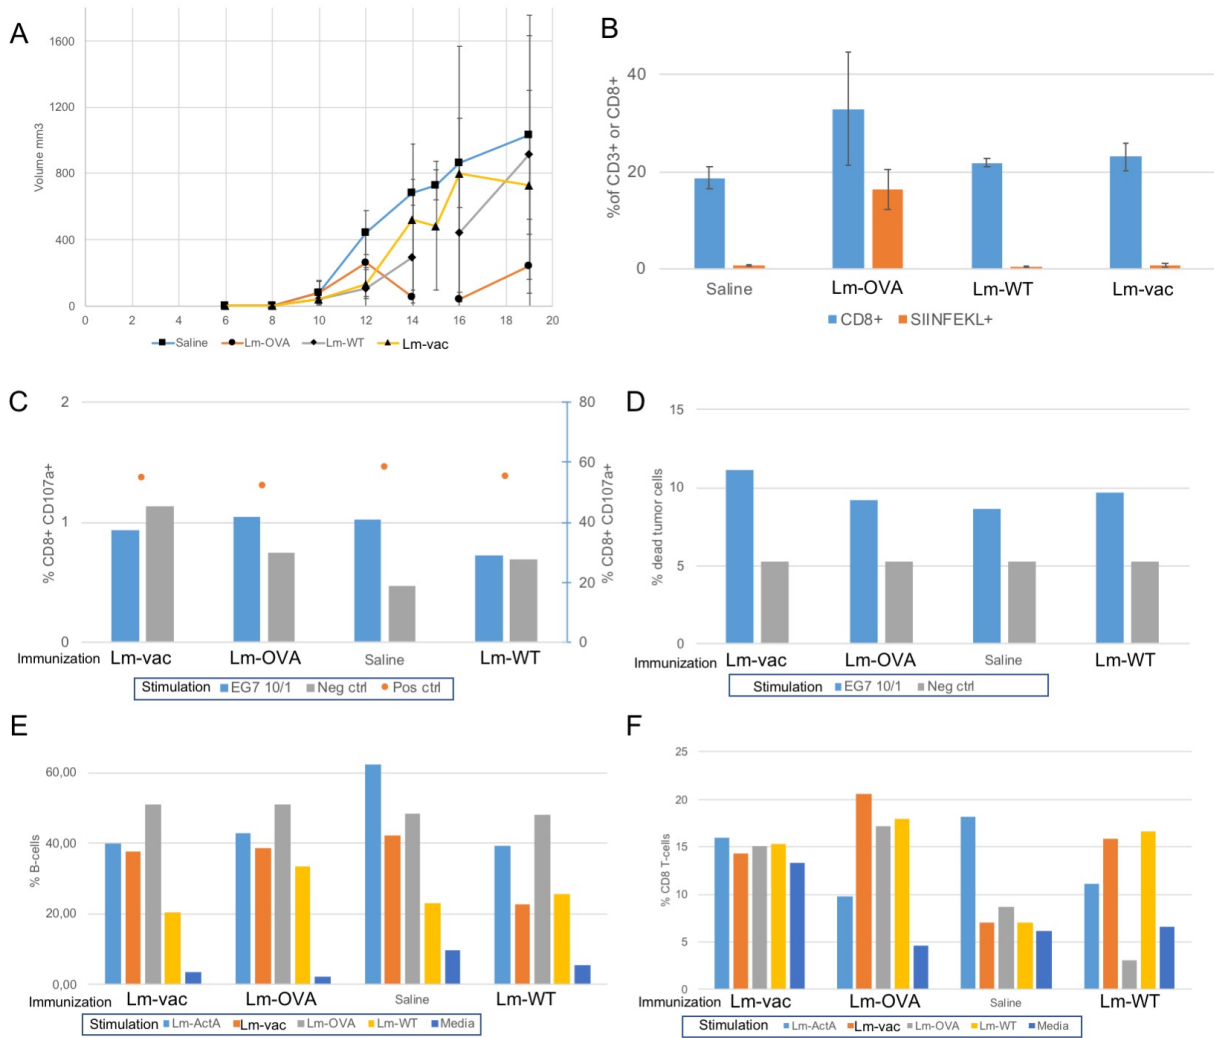 A
Volume mm3
1600
1200
800
400
0
0 2 4 6 8 10 12 14 16 18 20
Saline Lm-OVA Lm-WT Lm-vac
B
%of CD3+ or CD8+
40
20
0
Saline Lm-OVA Lm-WT Lm-vac
CD8+ SIINFEKL+
C
% CD8+ CD107a+
2
1
0
80
60
40
20
0
% CD8+ CD107a+
Immunization Lm-vac Lm-OVA Saline Lm-WT
Stimulation EG7 10/1 Neg ctrl Pos ctrl
D
% dead tumor cells
15
10
5
0
Immunization Lm-vac Lm-OVA Saline Lm-WT
Stimulation EG7 10/1 Neg ctrl
E
% B-cells
60,00
40,00
20,00
0,00
Immunization Lm-vac Lm-OVA Saline Lm-WT
Stimulation Lm-ActA Lm-vac Lm-OVA Lm-WT Media
F
% CD8 T-cells
25
20
15
10
5
0
Immunization Lm-vac Lm-OVA Saline Lm-WT
Stimulation Lm-ActA Lm-vac Lm-OVA Lm-WT Media